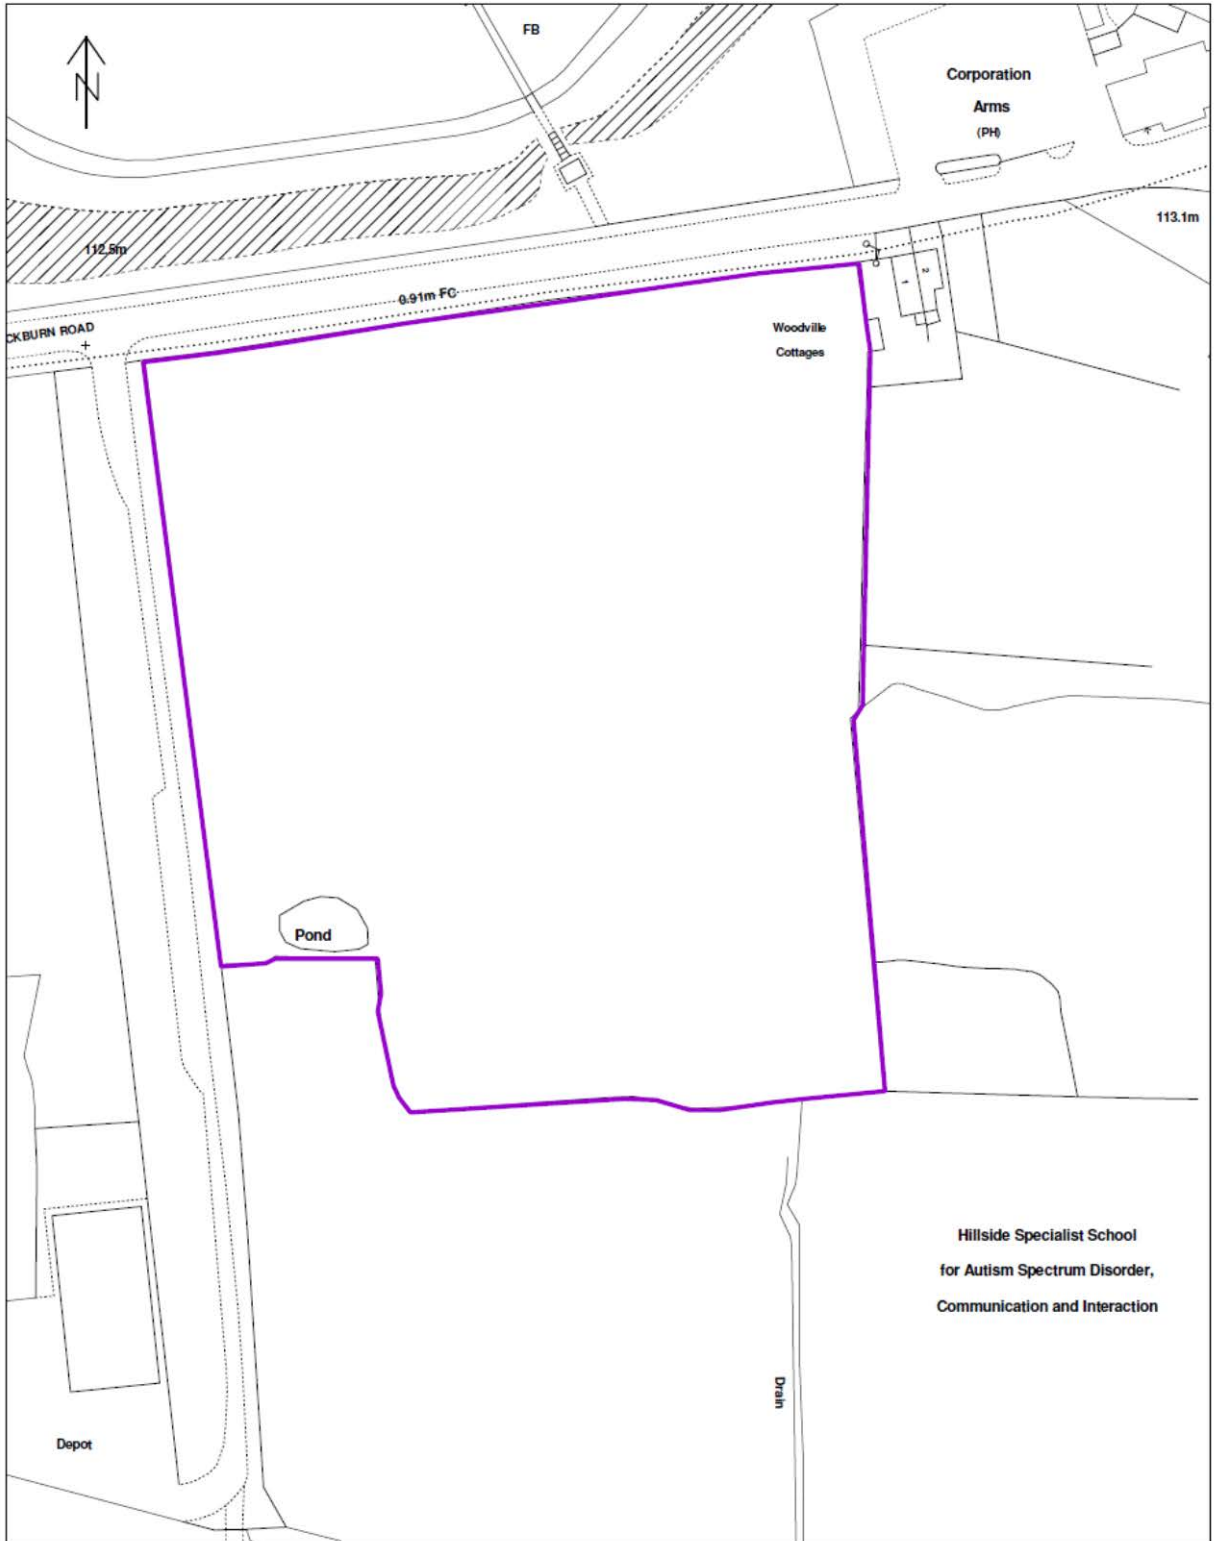 FB
N
Corporation
Arms
(PH)
113.1m
112.5m
0.91m FC
CKBURN ROAD
2
1
Woodville
Cottages
Pond
Hillside Specialist School
for Autism Spectrum Disorder,
Communication and Interaction
Drain
Depot